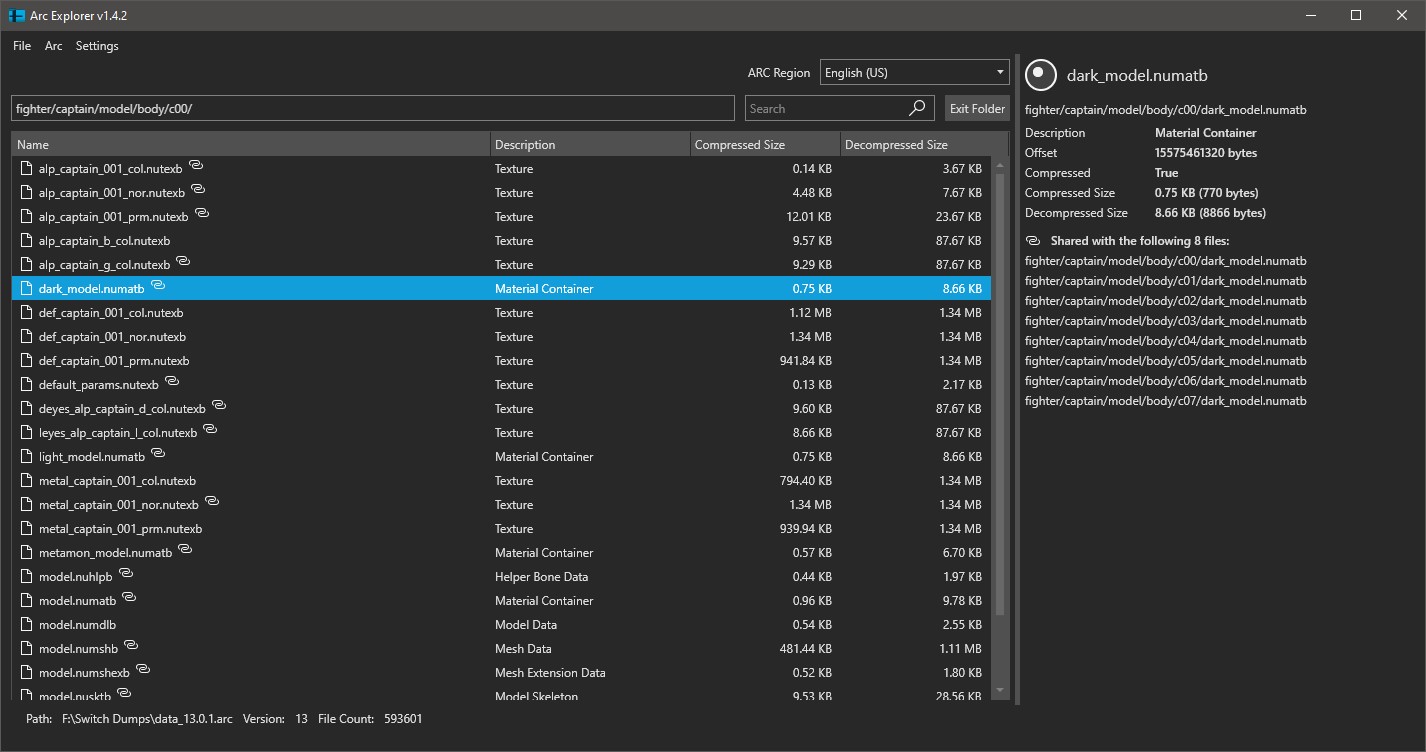 Arc Explorer v1.4.2
File Arc Settings
ARC Region English (US)
fighter/captain/model/body/c00/ Search Exit Folder
Name Description Compressed Size Decompressed Size
alp_captain_001_col.nutexb Texture 0.14 KB 3.67 KB
alp_captain_001_nor.nutexb Texture 4.48 KB 7.67 KB
alp_captain_001_prm.nutexb Texture 12.01 KB 23.67 KB
alp_captain_b_col.nutexb Texture 9.57 KB 87.67 KB
alp_captain_g_col.nutexb Texture 9.29 KB 87.67 KB
dark_model.numatb Material Container 0.75 KB 8.66 KB
def_captain_001_col.nutexb Texture 1.12 MB 1.34 MB
def_captain_001_nor.nutexb Texture 1.34 MB 1.34 MB
def_captain_001_prm.nutexb Texture 941.84 KB 1.34 MB
default_params.nutexb Texture 0.13 KB 2.17 KB
deyes_alp_captain_d_col.nutexb Texture 9.60 KB 87.67 KB
leyes_alp_captain_l_col.nutexb Texture 8.66 KB 87.67 KB
light_model.numatb Material Container 0.75 KB 8.66 KB
metal_captain_001_col.nutexb Texture 794.40 KB 1.34 MB
metal_captain_001_nor.nutexb Texture 1.34 MB 1.34 MB
metal_captain_001_prm.nutexb Texture 939.94 KB 1.34 MB
metamon_model.numatb Material Container 0.57 KB 6.70 KB
model.nuhlpb Helper Bone Data 0.44 KB 1.97 KB
model.numatb Material Container 0.96 KB 9.78 KB
model.numdlb Model Data 0.54 KB 2.55 KB
model.numshb Mesh Data 481.44 KB 1.11 MB
model.numshexb Mesh Extension Data 0.52 KB 1.80 KB
model.nusktb Model Skeleton 9.53 KB 28.56 KB
dark_model.numatb
fighter/captain/model/body/c00/dark_model.numatb
Description Material Container
Offset 15575461320 bytes
Compressed True
Compressed Size 0.75 KB (770 bytes)
Decompressed Size 8.66 KB (8866 bytes)
Shared with the following 8 files:
fighter/captain/model/body/c00/dark_model.numatb
fighter/captain/model/body/c01/dark_model.numatb
fighter/captain/model/body/c02/dark_model.numatb
fighter/captain/model/body/c03/dark_model.numatb
fighter/captain/model/body/c04/dark_model.numatb
fighter/captain/model/body/c05/dark_model.numatb
fighter/captain/model/body/c06/dark_model.numatb
fighter/captain/model/body/c07/dark_model.numatb
Path: F:\Switch Dumps\data_13.0.1.arc Version: 13 File Count: 593601